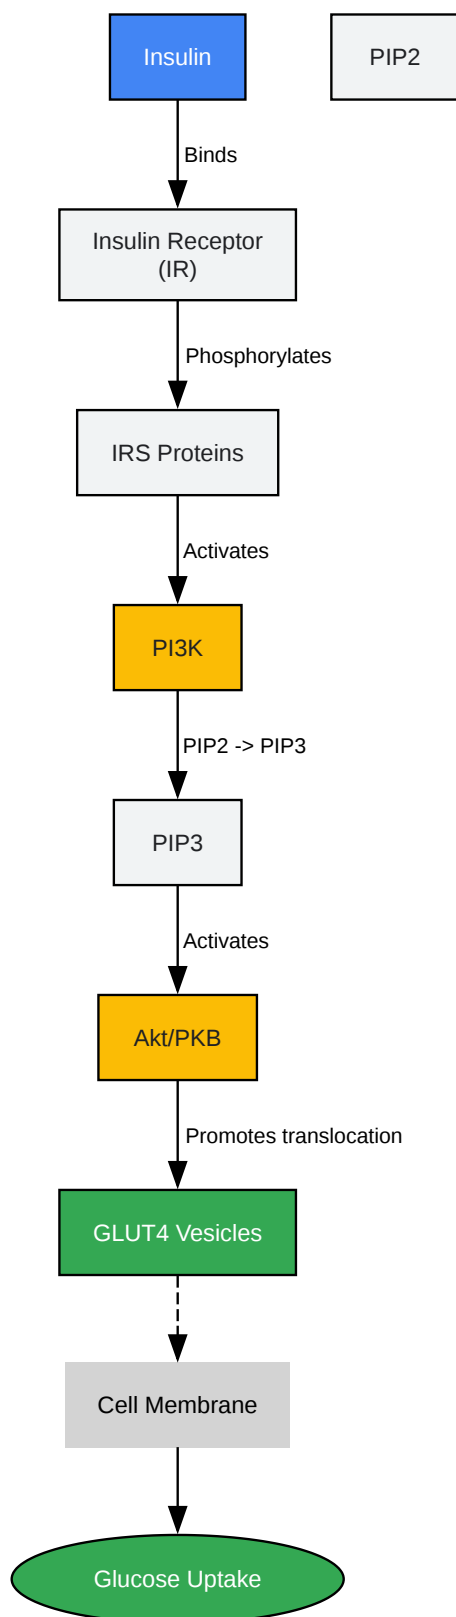 Insulin
PIP2
Binds
Insulin Receptor
(IR)
Phosphorylates
IRS Proteins
Activates
PI3K
PIP2 -> PIP3
PIP3
Activates
Akt/PKB
Promotes translocation
GLUT4 Vesicles
Cell Membrane
Glucose Uptake